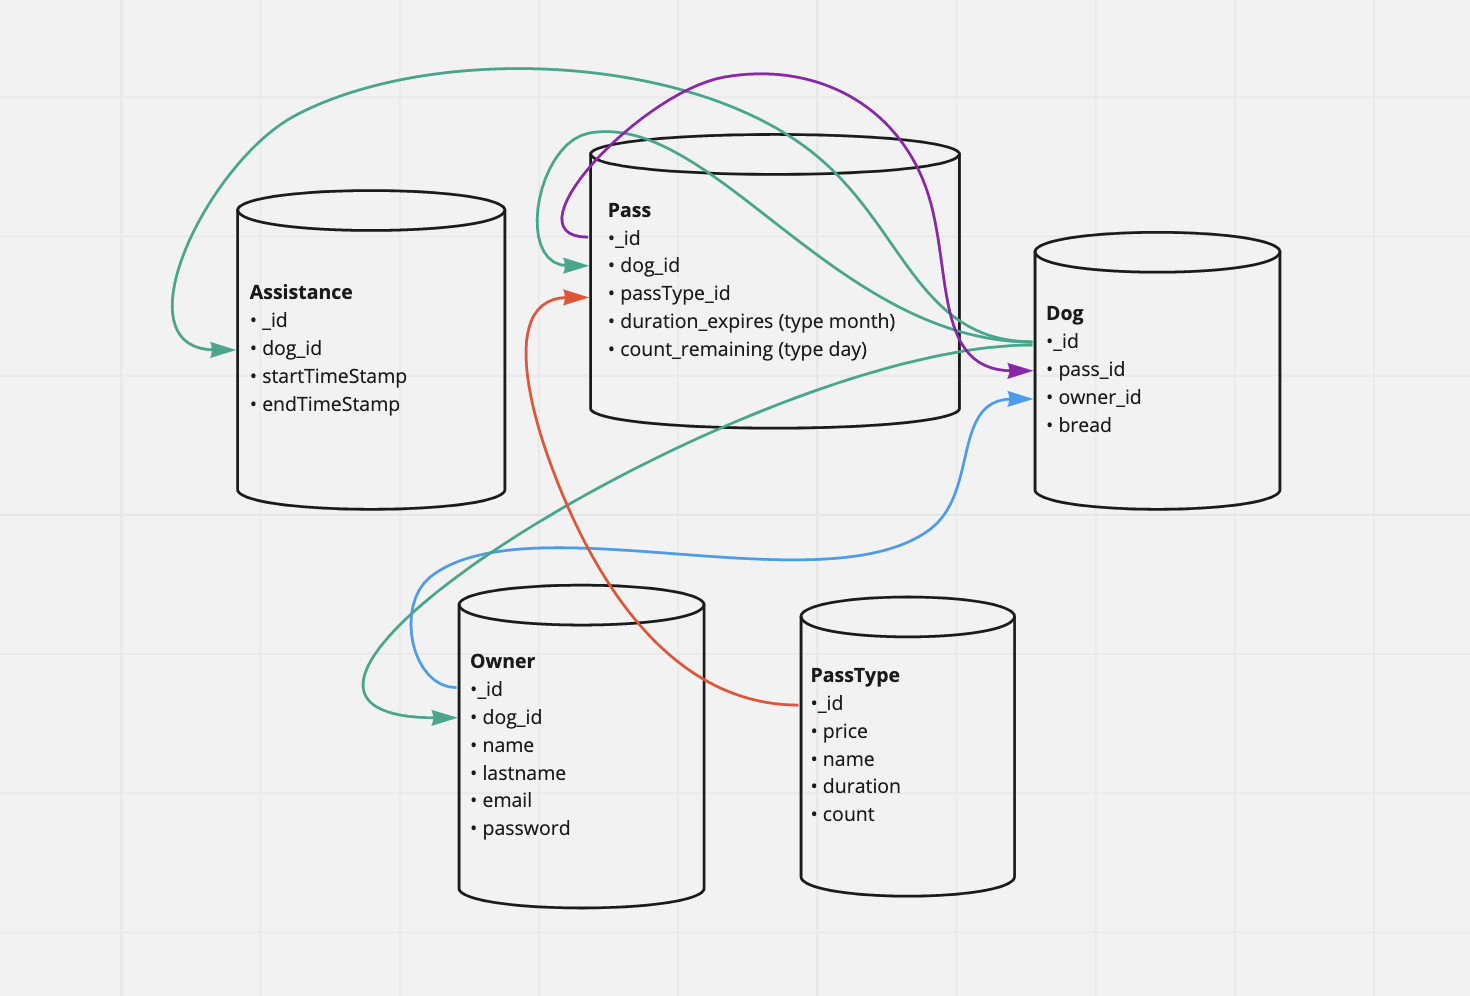 Assistance
• _id
• dog_id
• startTimeStamp
• endTimeStamp
Pass
•_id
• dog_id
• passType_id
• duration_expires (type month)
• count_remaining (type day)
Dog
•_id
• pass_id
• owner_id
• bread
Owner
•_id
• dog_id
• name
• lastname
• email
• password
PassType
•_id
• price
• name
• duration
• count